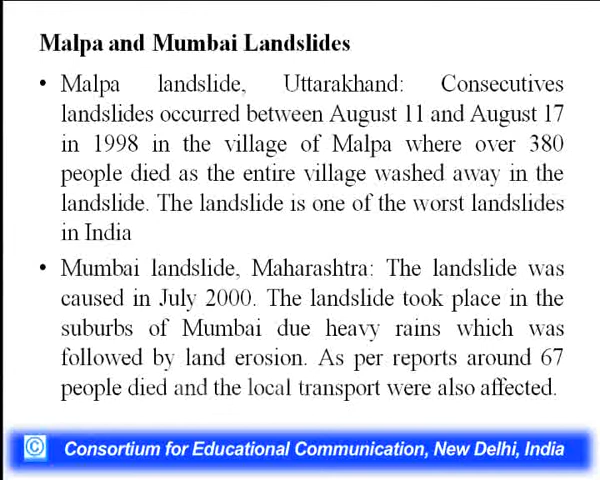 Malpa and Mumbai Landslides
• Malpa landslide, Uttarakhand: Consecutives
landslides occurred between August 11 and August 17
in 1998 in the village of Malpa where over 380
people died as the entire village washed away in the
landslide. The landslide is one of the worst landslides
in India
• Mumbai landslide, Maharashtra: The landslide was
caused in July 2000. The landslide took place in the
suburbs of Mumbai due heavy rains which was
followed by land erosion. As per reports around 67
people died and the local transport were also affected.
© Consortium for Educational Communication, New Delhi, India